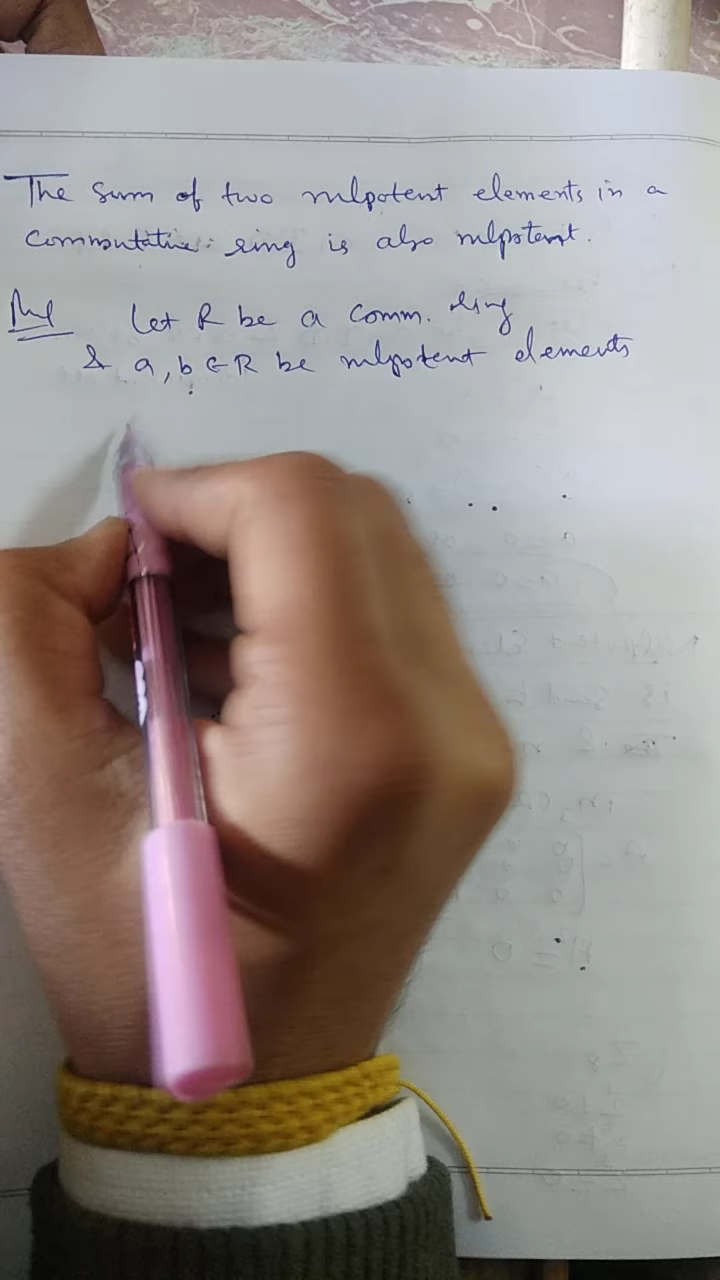 The sum of two nilpotent elements in a
Commutative ring is also nilpotent.
Let R be a Comm. ring
& a, b ∈ R be nilpotent elements